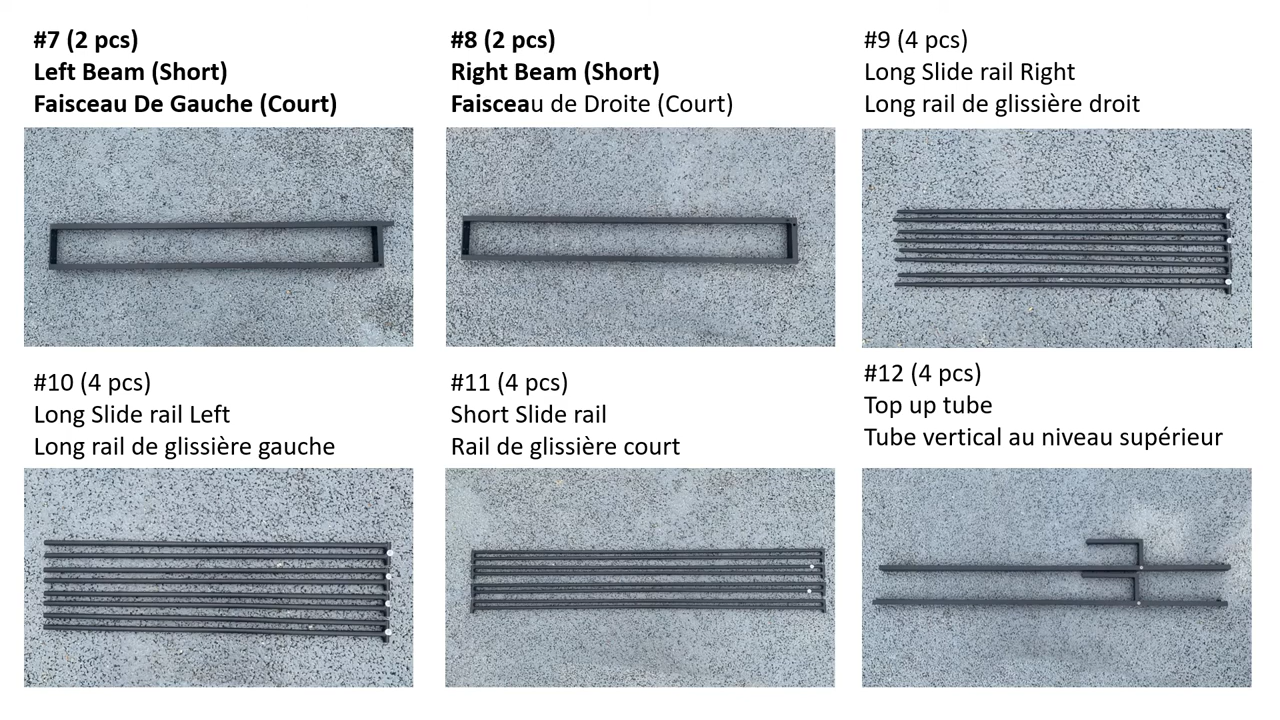 #7 (2 pcs)
Left Beam (Short)
Faisceau De Gauche (Court)
#8 (2 pcs)
Right Beam (Short)
Faisceau de Droite (Court)
#9 (4 pcs)
Long Slide rail Right
Long rail de glissière droit
#10 (4 pcs)
Long Slide rail Left
Long rail de glissière gauche
#11 (4 pcs)
Short Slide rail
Rail de glissière court
#12 (4 pcs)
Top up tube
Tube vertical au niveau supérieur